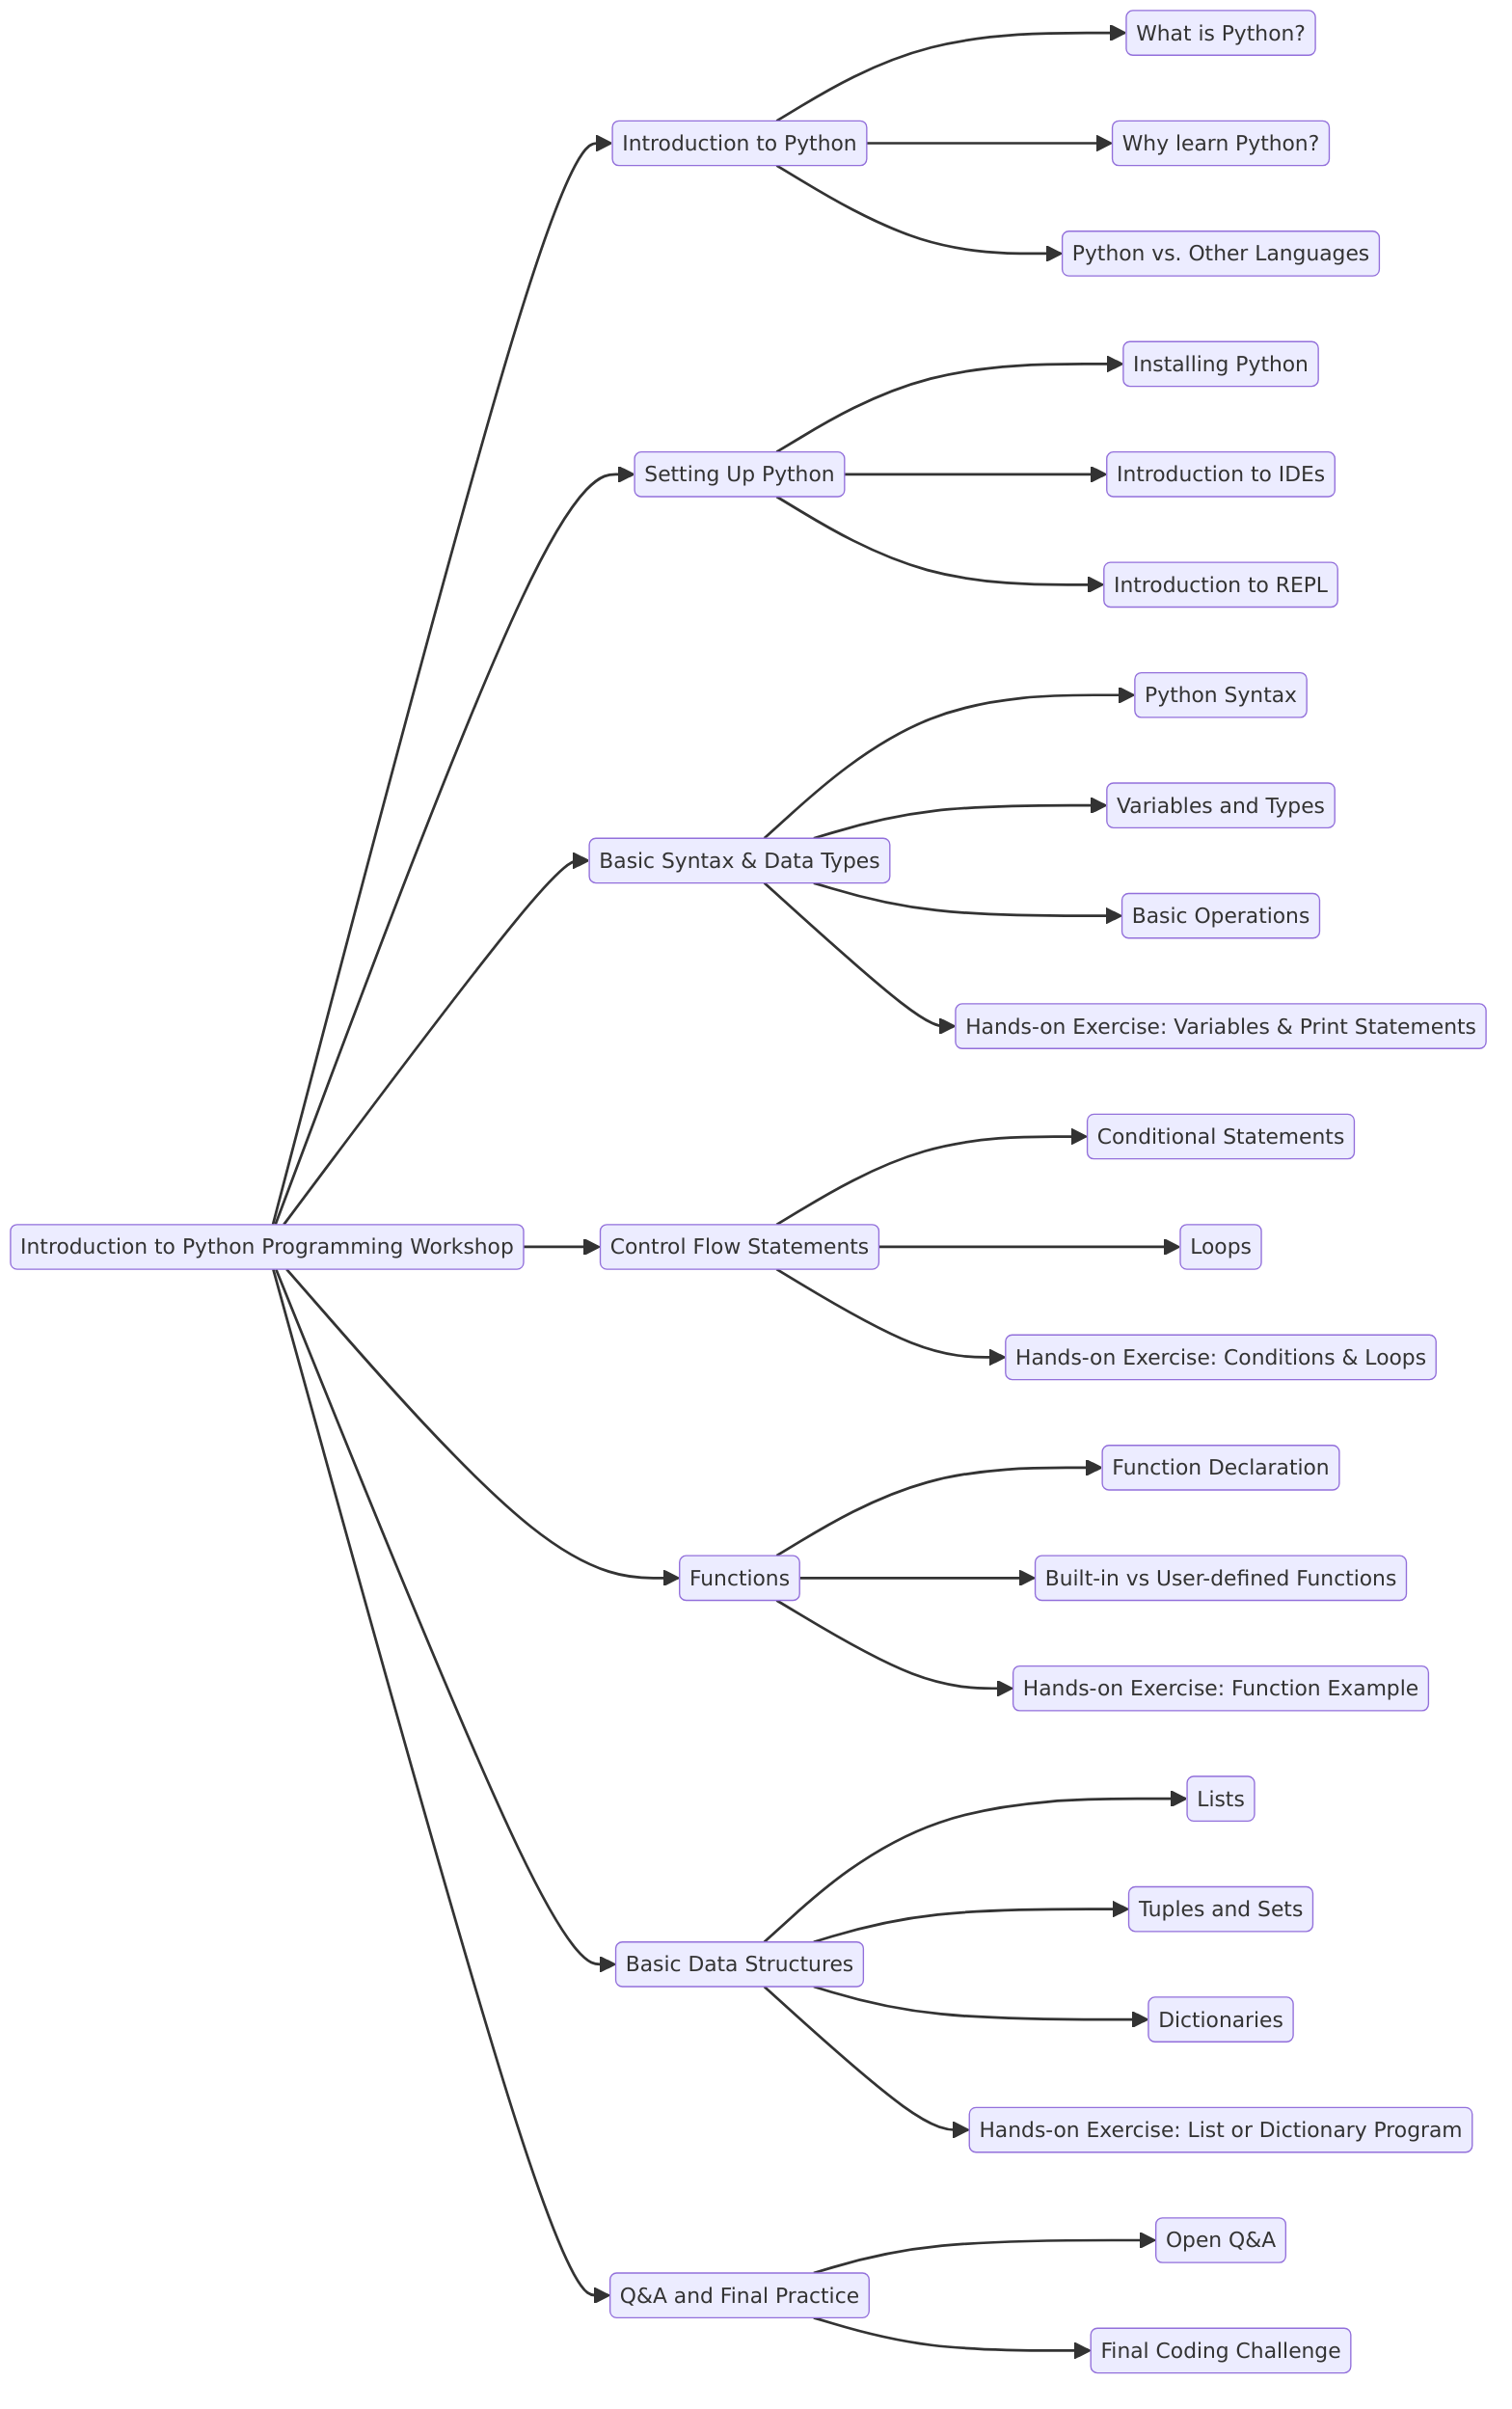 Introduction to Python Programming Workshop
Introduction to Python
What is Python?
Why learn Python?
Python vs. Other Languages
Setting Up Python
Installing Python
Introduction to IDEs
Introduction to REPL
Basic Syntax & Data Types
Python Syntax
Variables and Types
Basic Operations
Hands-on Exercise: Variables & Print Statements
Control Flow Statements
Conditional Statements
Loops
Hands-on Exercise: Conditions & Loops
Functions
Function Declaration
Built-in vs User-defined Functions
Hands-on Exercise: Function Example
Basic Data Structures
Lists
Tuples and Sets
Dictionaries
Hands-on Exercise: List or Dictionary Program
Q&A and Final Practice
Open Q&A
Final Coding Challenge